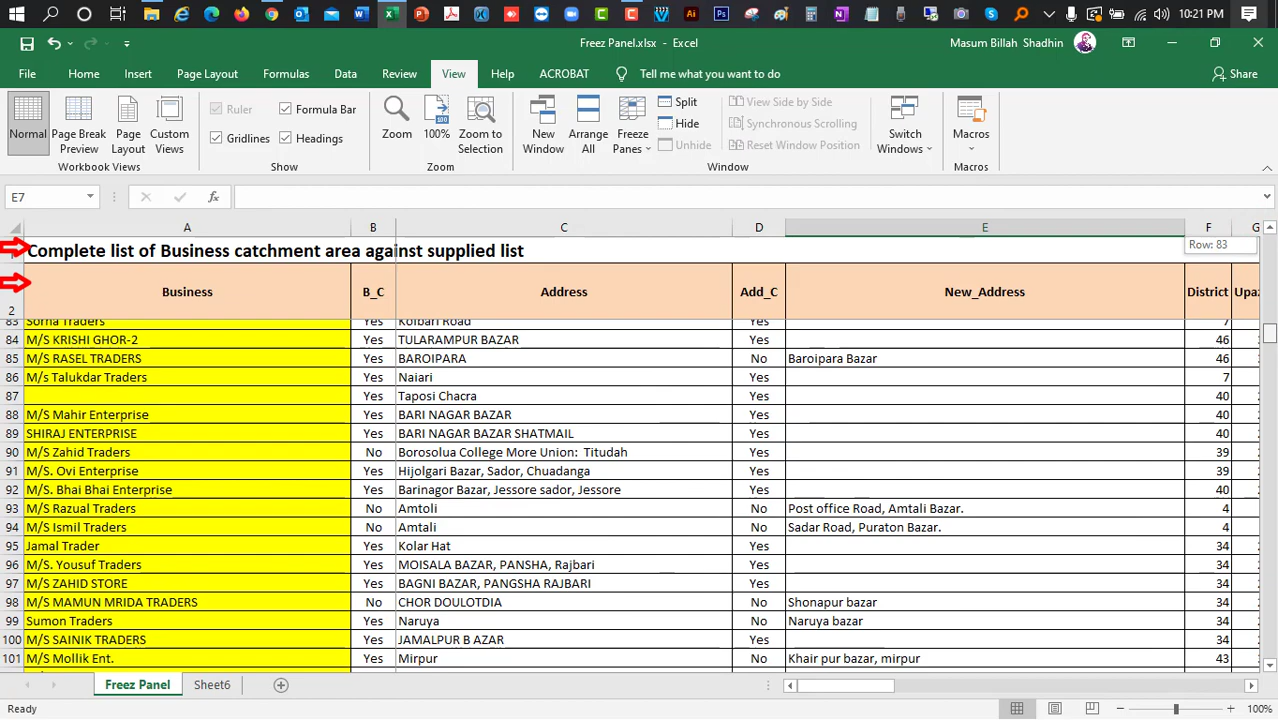 10:21 PM
Freez Panel.xlsx - Excel
Masum Billah Shadhin
File Home Insert Page Layout Formulas Data Review View Help ACROBAT Tell me what you want to do Share
Ruler Formula Bar Split View Side by Side
Gridlines Headings Hide Synchronous Scrolling
Unhide Reset Window Position
Normal Page Break Preview Page Layout Custom Views Zoom 100% Zoom to Selection New Window Arrange All Freeze Panes Switch Windows Macros
Workbook Views Show Zoom Window Macros
E7 fx
A B C D E F G
Row: 83
Complete list of Business catchment area against supplied list
2 Business B_C Address Add_C New_Address District Upaz
83 Sorna Traders Yes Kolbari Road Yes 7
84 M/S KRISHI GHOR-2 Yes TULARAMPUR BAZAR Yes 46
85 M/S RASEL TRADERS Yes BAROIPARA No Baroipara Bazar 46
86 M/s Talukdar Traders Yes Naiari Yes 7
87 Yes Taposi Chacra Yes 40
88 M/S Mahir Enterprise Yes BARI NAGAR BAZAR Yes 40
89 SHIRAJ ENTERPRISE Yes BARI NAGAR BAZAR SHATMAIL Yes 40
90 M/S Zahid Traders No Borosolua College More Union: Titudah Yes 39
91 M/S. Ovi Enterprise Yes Hijolgari Bazar, Sador, Chuadanga Yes 39
92 M/S. Bhai Bhai Enterprise Yes Barinagor Bazar, Jessore sador, Jessore Yes 40
93 M/S Razual Traders No Amtoli No Post office Road, Amtali Bazar. 4
94 M/S Ismil Traders No Amtali No Sadar Road, Puraton Bazar. 4
95 Jamal Trader Yes Kolar Hat Yes 34
96 M/S. Yousuf Traders Yes MOISALA BAZAR, PANSHA, Rajbari Yes 34
97 M/S ZAHID STORE Yes BAGNI BAZAR, PANGSHA RAJBARI Yes 34
98 M/S MAMUN MRIDA TRADERS No CHOR DOULOTDIA No Shonapur bazar 34
99 Sumon Traders Yes Naruya No Naruya bazar 34
100 M/S SAINIK TRADERS Yes JAMALPUR B AZAR Yes 34
101 M/S Mollik Ent. Yes Mirpur No Khair pur bazar, mirpur 43
Freez Panel Sheet6
Ready 100%